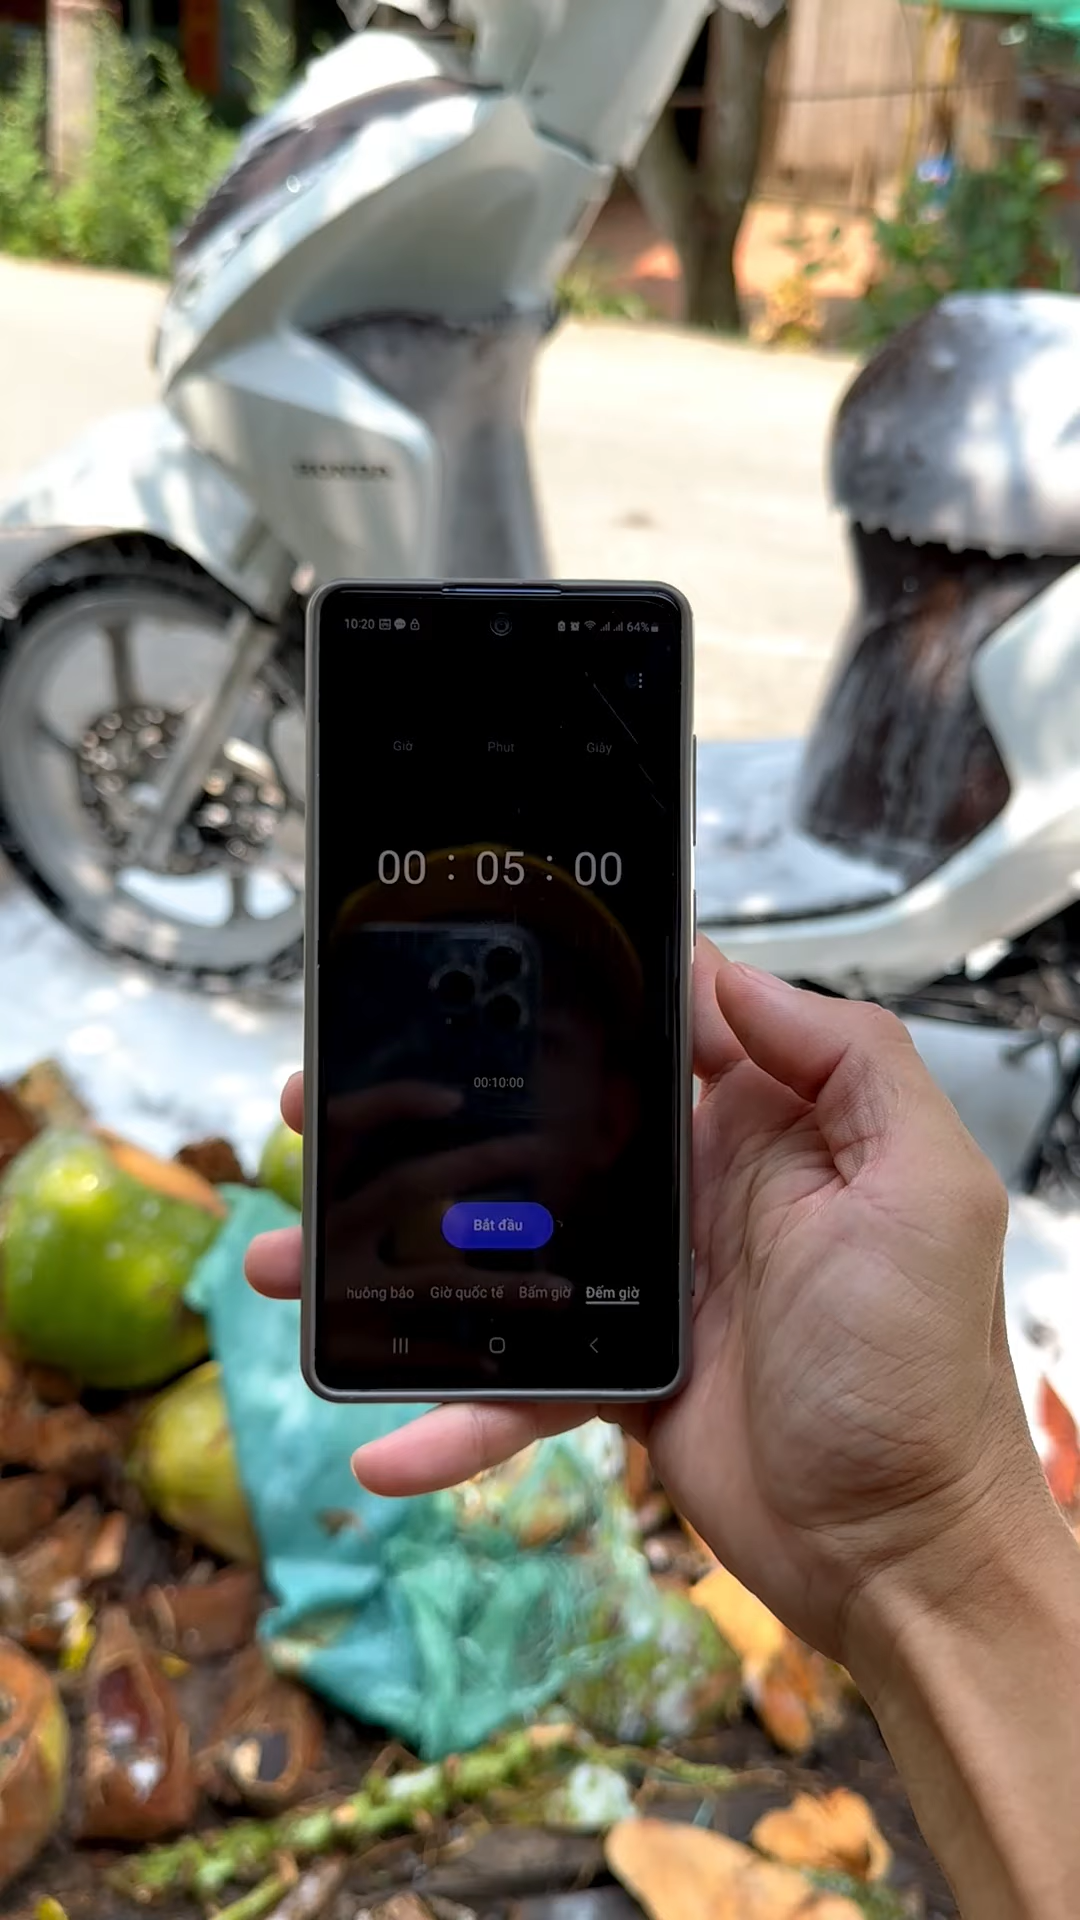 HONDA
10:20 64%
Giờ Phút Giây
00 : 05 : 00
00:10:00
Bắt đầu
huông báo Giờ quốc tế Bấm giờ Đếm giờ